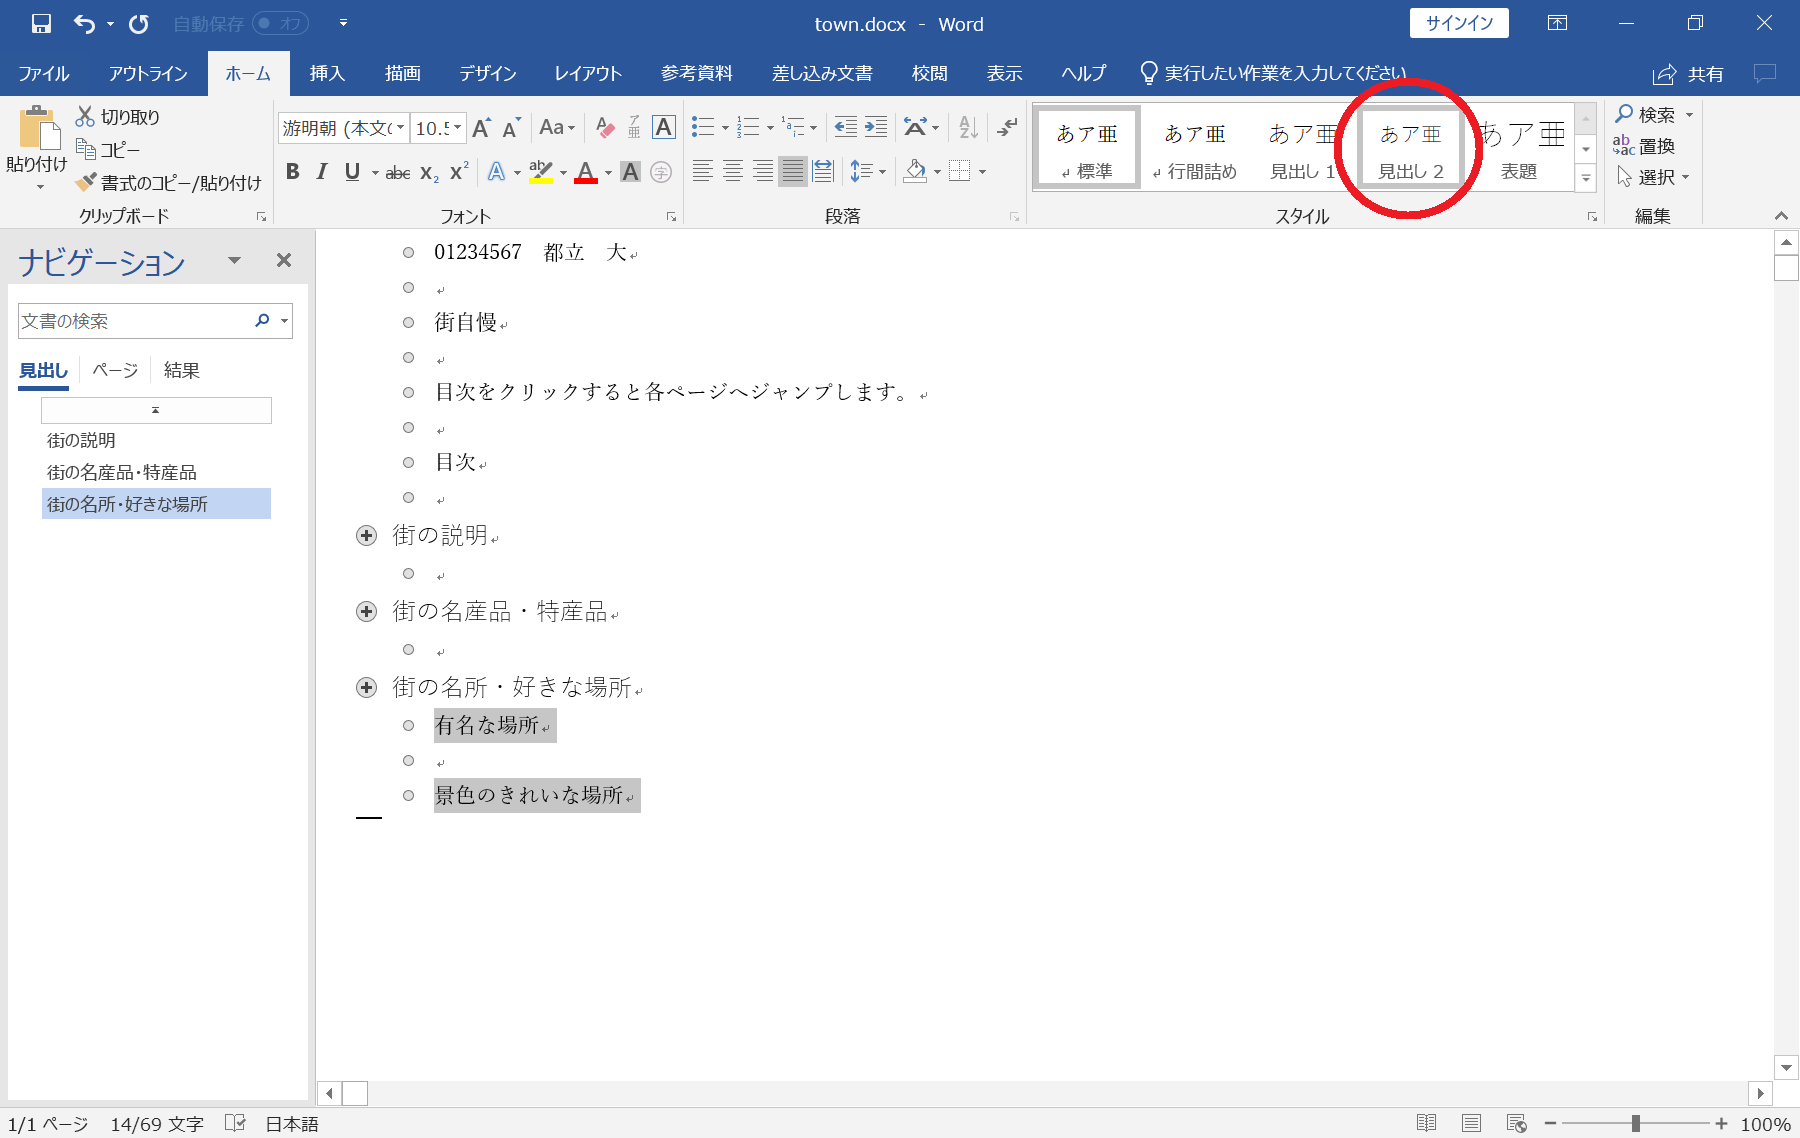 自動保存 オフ
town.docx - Word
サインイン
ファイル アウトライン ホーム 挿入 描画 デザイン レイアウト 参考資料 差し込み文書 校閲 表示 ヘルプ 実行したい作業を入力してください 共有
貼り付け
切り取り
コピー
書式のコピー/貼り付け
クリップボード
游明朝 (本文 10.5
Aa
フォント
段落
あア亜 標準
あア亜 行間詰め
あア亜 見出し 1
あア亜 見出し 2
あア亜 表題
スタイル
検索
置換
選択
編集
ナビゲーション
文書の検索
見出し ページ 結果
街の説明
街の名産品・特産品
街の名所・好きな場所
01234567 都立 大
街自慢
目次をクリックすると各ページへジャンプします。
目次
街の説明
街の名産品・特産品
街の名所・好きな場所
有名な場所
景色のきれいな場所
1/1 ページ 14/69 文字 日本語 100%